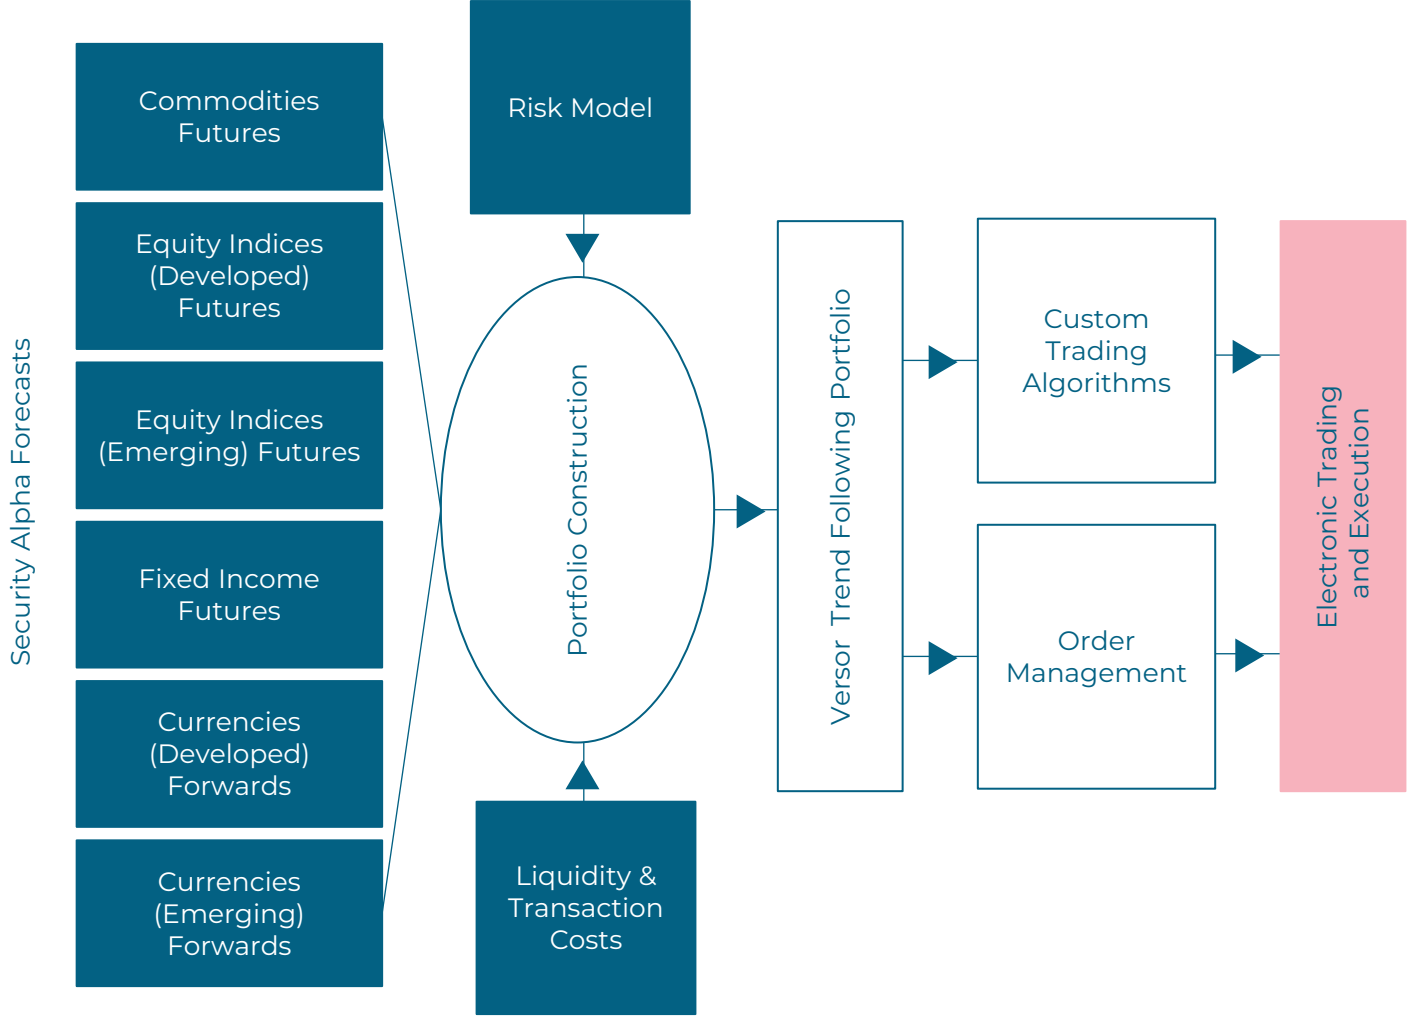 Security Alpha Forecasts
Commodities
Futures
Equity Indices
(Developed)
Futures
Equity Indices
(Emerging) Futures
Fixed Income
Futures
Currencies
(Developed)
Forwards
Currencies
(Emerging)
Forwards
Risk Model
Portfolio Construction
Liquidity &
Transaction
Costs
Versor Trend Following Portfolio
Custom
Trading
Algorithms
Order
Management
Electronic Trading
and Execution